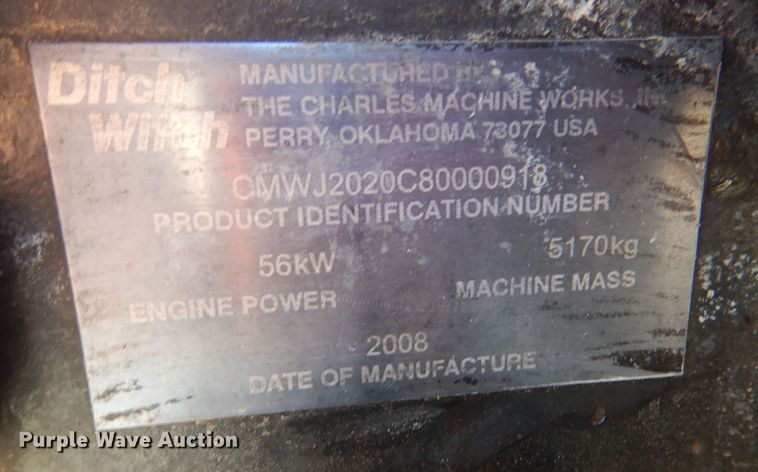 Ditch Witch
MANUFACTURED BY
THE CHARLES MACHINE WORKS, INC
PERRY, OKLAHOMA 73077 USA
CMWJ2020C80000918
PRODUCT IDENTIFICATION NUMBER
56kW
ENGINE POWER
5170kg
MACHINE MASS
2008
DATE OF MANUFACTURE
Purple Wave Auction